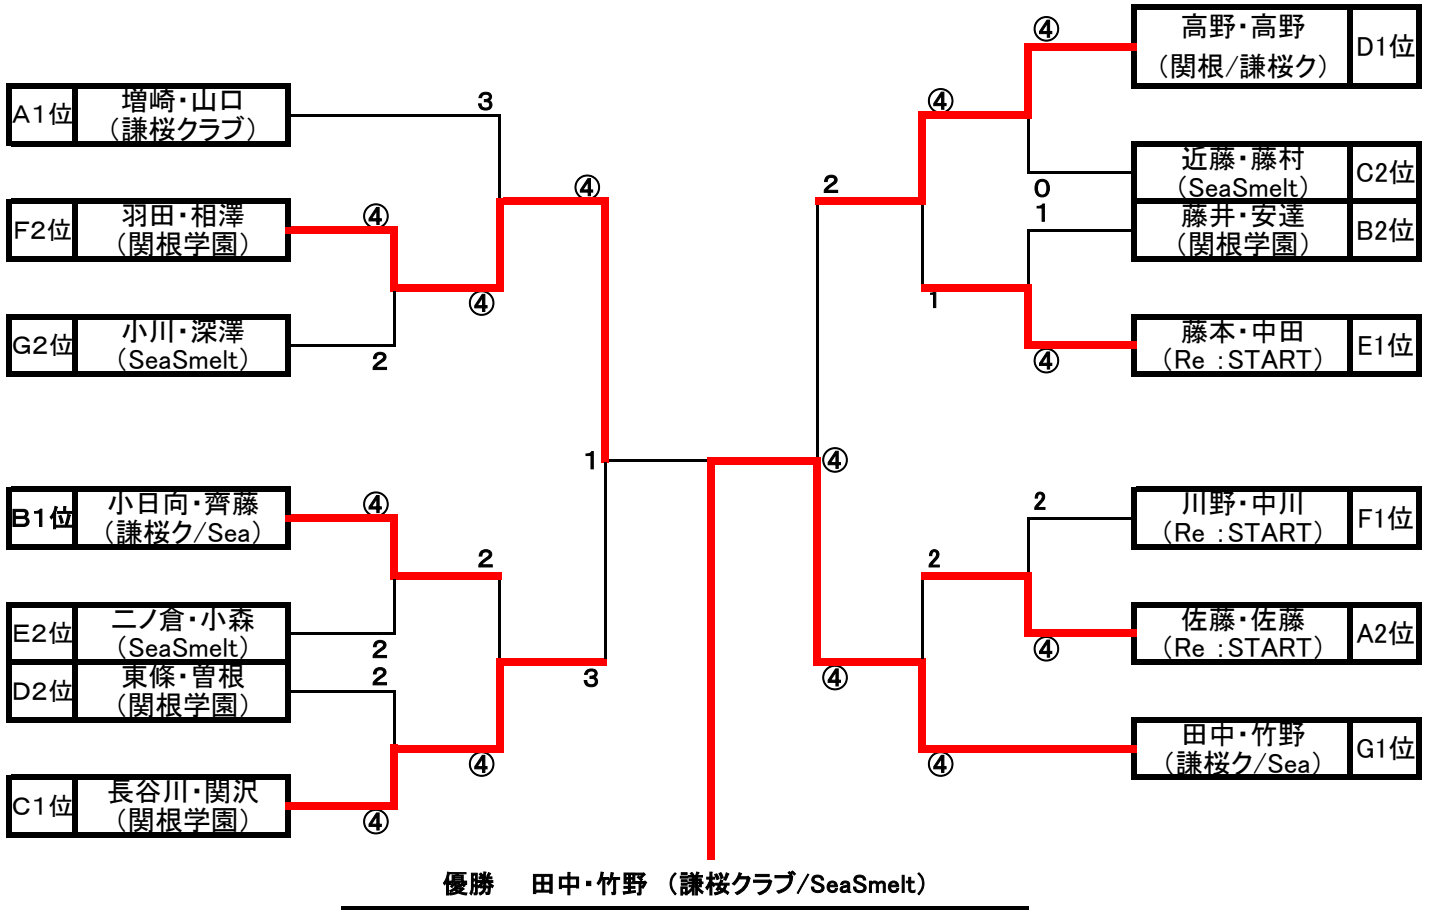 A1位
増崎・山口
（謙桜クラブ）
3
F2位
羽田・相澤
（関根学園）
④
④
④
G2位
小川・深澤
（SeaSmelt）
2
1
B1位
小日向・齊藤
（謙桜ク/Sea）
④
2
E2位
二ノ倉・小森
（SeaSmelt）
2
D2位
東條・曽根
（関根学園）
2
3
④
C1位
長谷川・関沢
（関根学園）
④
④
高野・高野
（関根/謙桜ク）
D1位
④
2
近藤・藤村
（SeaSmelt）
C2位
0
1
藤井・安達
（関根学園）
B2位
1
藤本・中田
（Re：START）
E1位
④
④
2
川野・中川
（Re：START）
F1位
2
佐藤・佐藤
（Re：START）
A2位
④
④
田中・竹野
（謙桜ク/Sea）
G1位
④
優勝　田中・竹野　（謙桜クラブ/SeaSmelt）